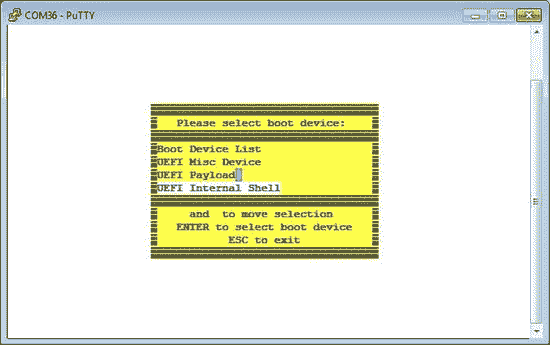 COM36 - PuTTY
Please select boot device:
Boot Device List
UEFI Misc Device
UEFI Payload
UEFI Internal Shell
and  to move selection
ENTER to select boot device
ESC to exit